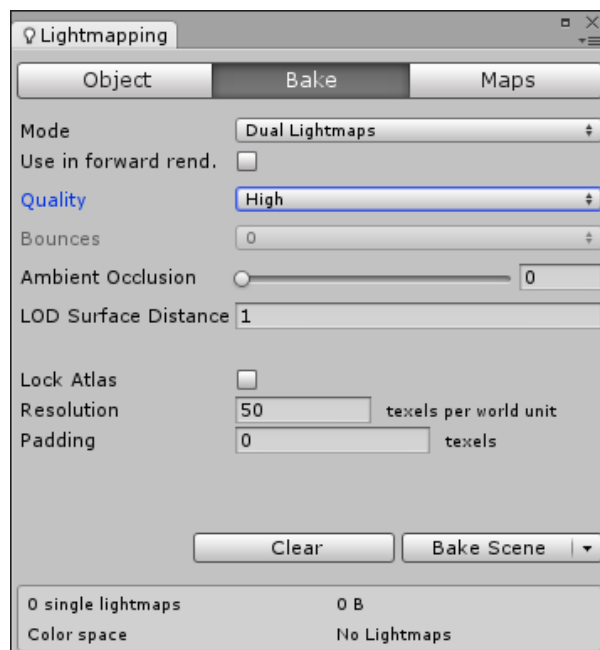 Lightmapping
Object Bake Maps
Mode Dual Lightmaps
Use in forward rend.
Quality High
Bounces 0
Ambient Occlusion 0
LOD Surface Distance 1
Lock Atlas
Resolution 50 texels per world unit
Padding 0 texels
Clear Bake Scene
0 single lightmaps 0 B
Color space No Lightmaps